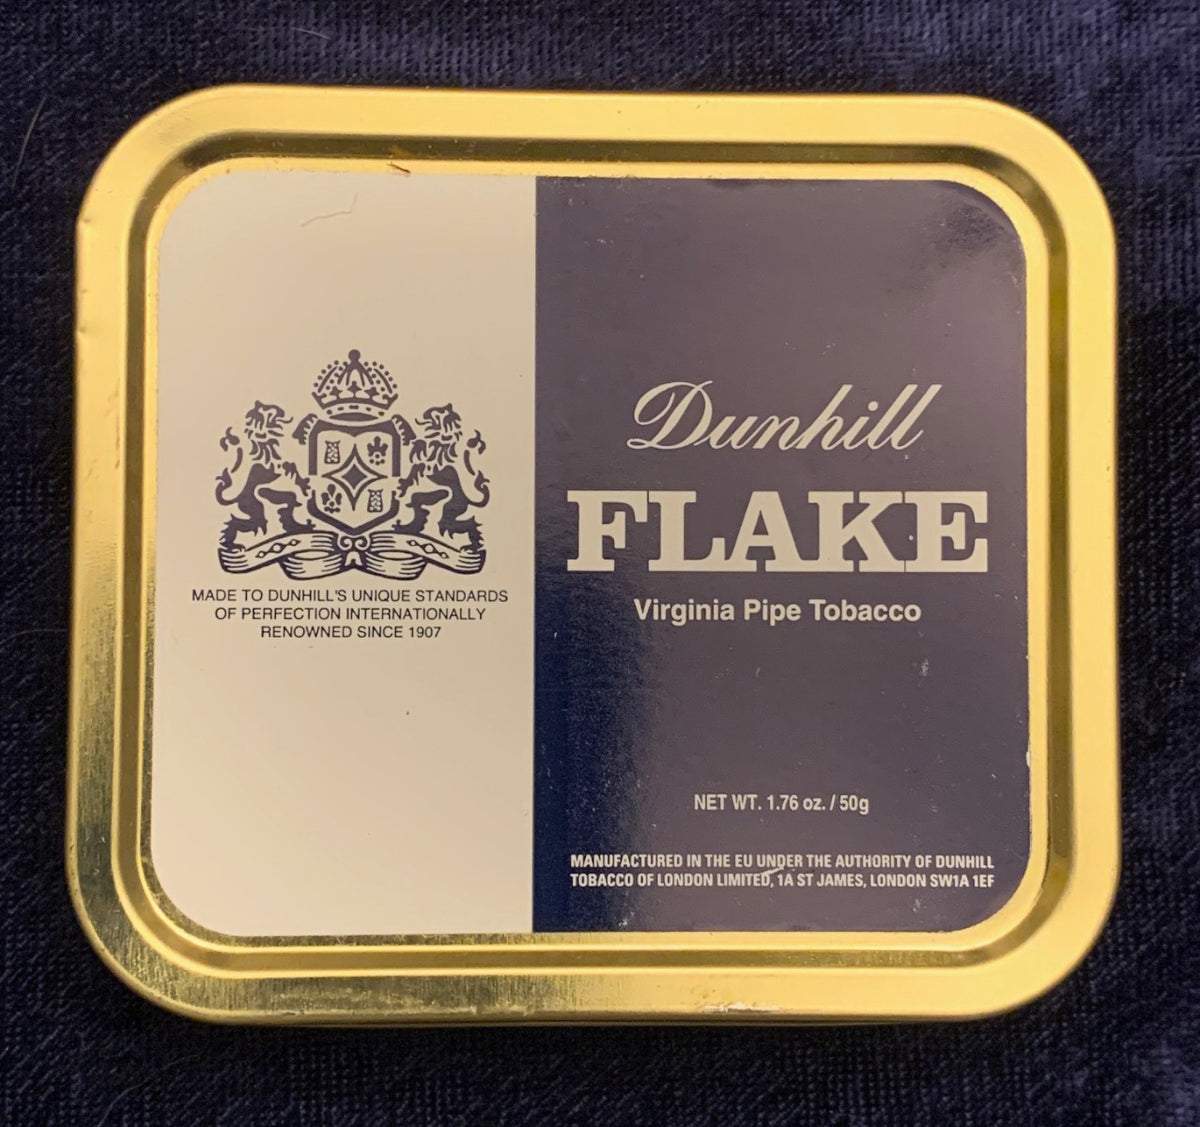 MADE TO DUNHILL'S UNIQUE STANDARDS
OF PERFECTION INTERNATIONALLY
RENOWNED SINCE 1907
Dunhill
FLAKE
Virginia Pipe Tobacco
NET WT. 1.76 oz. / 50g
MANUFACTURED IN THE EU UNDER THE AUTHORITY OF DUNHILL
TOBACCO OF LONDON LIMITED, 1A ST JAMES, LONDON SW1A 1EF